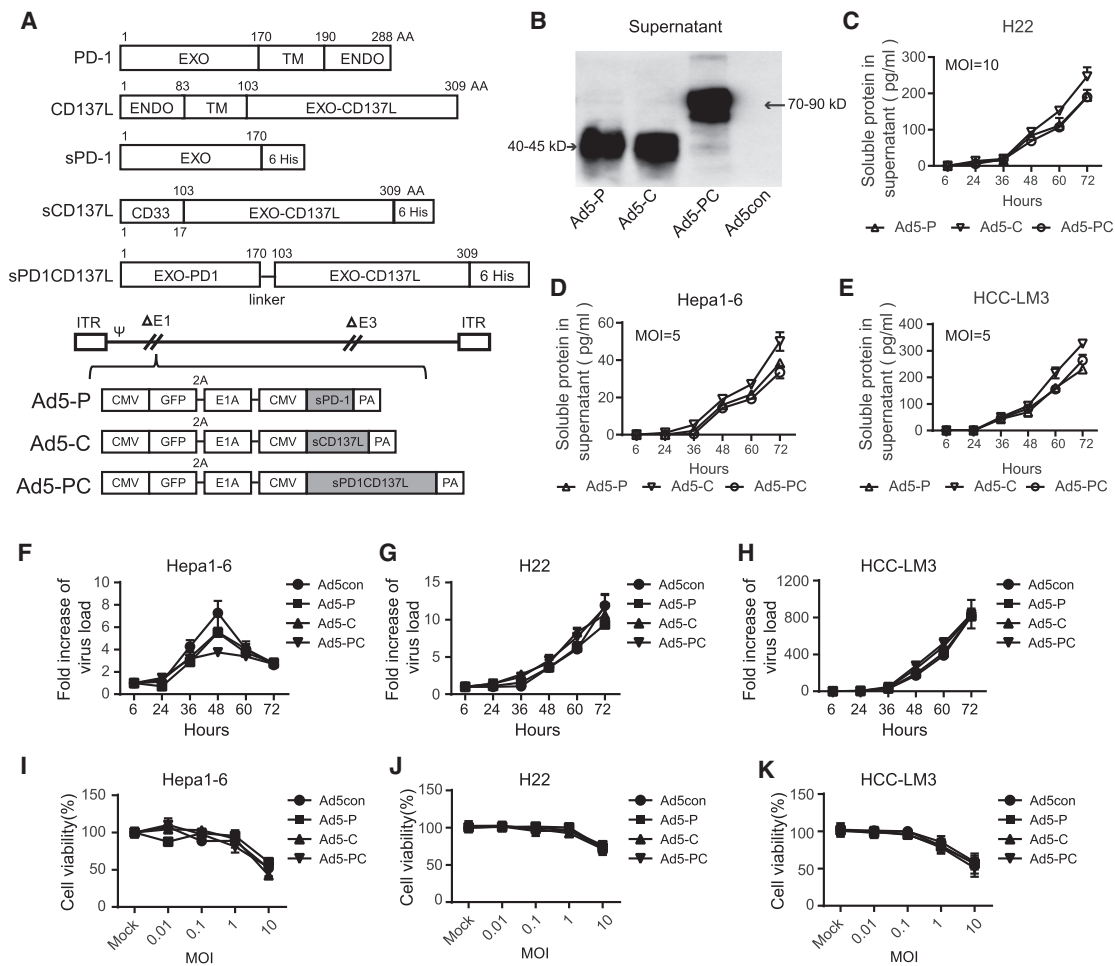 A
1 170 190 288 AA
PD-1 EXO TM ENDO
1 83 103 309 AA
CD137L ENDO TM EXO-CD137L
1 170
sPD-1 EXO 6 His
103 309 AA
sCD137L CD33 EXO-CD137L 6 His
1 17
1 170 103 309
sPD1CD137L EXO-PD1 EXO-CD137L 6 His
linker
ITR Ψ ΔE1 ΔE3 ITR
2A
Ad5-P CMV GFP E1A CMV sPD-1 PA
2A
Ad5-C CMV GFP E1A CMV sCD137L PA
2A
Ad5-PC CMV GFP E1A CMV sPD1CD137L PA
B
Supernatant
70-90 kD
40-45 kD
Ad5-P Ad5-C Ad5-PC Ad5con
C
H22
MOI=10
Soluble protein in
supernatant ( pg/ml)
300
200
100
0
6 24 36 48 60 72
Hours
Ad5-P Ad5-C Ad5-PC
D
Hepa1-6
MOI=5
Soluble protein in
supernatant ( pg/ml)
60
40
20
0
6 24 36 48 60 72
Hours
Ad5-P Ad5-C Ad5-PC
E
HCC-LM3
MOI=5
Soluble protein in
supernatant ( pg/ml)
400
300
200
100
0
6 24 36 48 60 72
Hours
Ad5-P Ad5-C Ad5-PC
F
Hepa1-6
Fold increase of
virus load
10
8
6
4
2
0
6 24 36 48 60 72
Hours
Ad5con
Ad5-P
Ad5-C
Ad5-PC
G
H22
Fold increase of
virus load
15
10
5
0
6 24 36 48 60 72
Hours
Ad5con
Ad5-P
Ad5-C
Ad5-PC
H
HCC-LM3
Fold increase of
virus load
1200
800
400
0
6 24 36 48 60 72
Hours
Ad5con
Ad5-P
Ad5-C
Ad5-PC
I
Hepa1-6
Cell viability(%)
150
100
50
0
Mock 0.01 0.1 1 10
MOI
Ad5con
Ad5-P
Ad5-C
Ad5-PC
J
H22
Cell viability(%)
150
100
50
0
Mock 0.01 0.1 1 10
MOI
Ad5con
Ad5-P
Ad5-C
Ad5-PC
K
HCC-LM3
Cell viability(%)
150
100
50
0
Mock 0.01 0.1 1 10
MOI
Ad5con
Ad5-P
Ad5-C
Ad5-PC